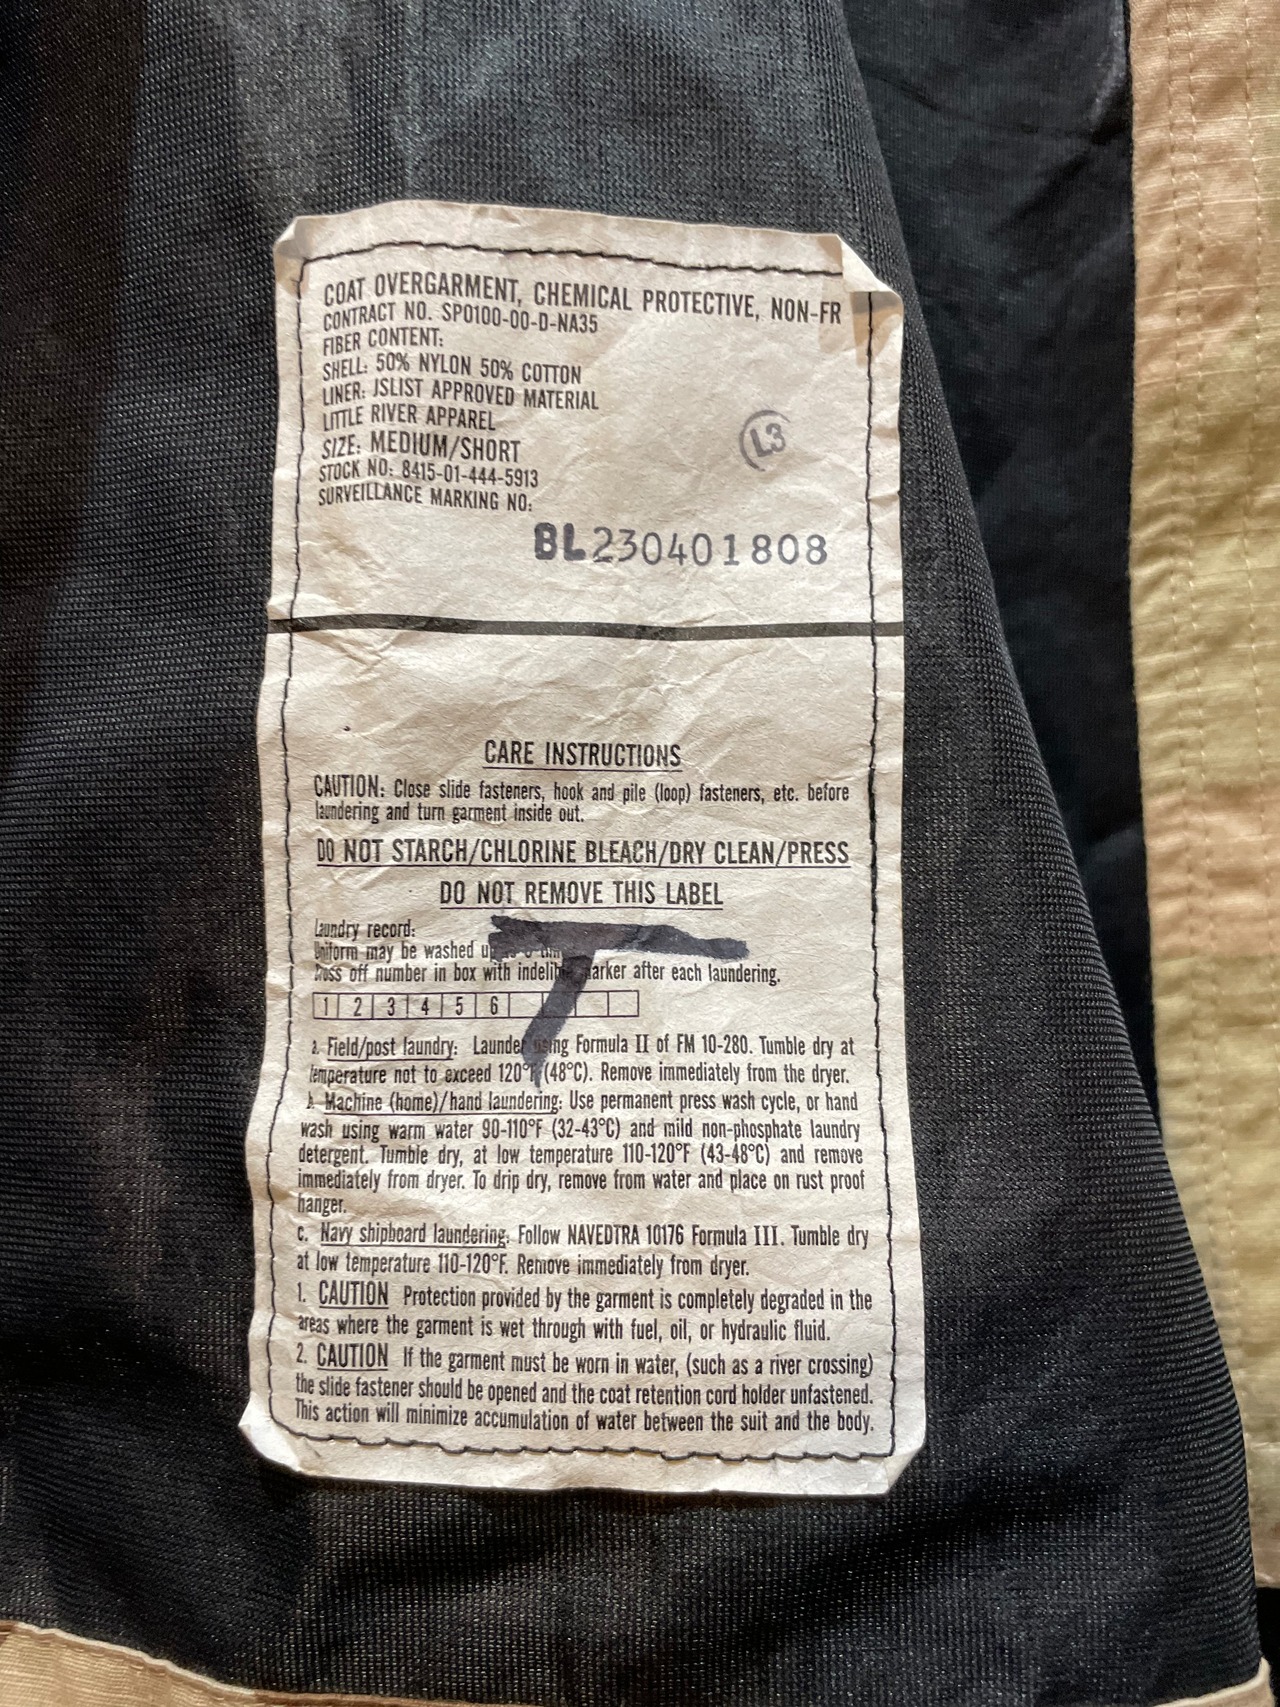 COAT OVERGARMENT, CHEMICAL PROTECTIVE, NON-FR
CONTRACT NO. SP0100-00-D-NA35
FIBER CONTENT:
SHELL: 50% NYLON 50% COTTON
LINER: JSLIST APPROVED MATERIAL
LITTLE RIVER APPAREL
SIZE: MEDIUM/SHORT
L3
STOCK NO: 8415-01-444-5913
SURVEILLANCE MARKING NO:
BL230401808
CARE INSTRUCTIONS
CAUTION: Close slide fasteners, hook and pile (loop) fasteners, etc. before
laundering and turn garment inside out.
DO NOT STARCH/CHLORINE BLEACH/DRY CLEAN/PRESS
DO NOT REMOVE THIS LABEL
Laundry record:
Uniform may be washed
Cross off number in box with indelible marker after each laundering.
1 2 3 4 5 6
T
a. Field/post laundry: Launder using Formula II of FM 10-280. Tumble dry at
temperature not to exceed 120°F (48°C). Remove immediately from the dryer.
b. Machine (home)/hand laundering: Use permanent press wash cycle, or hand
wash using warm water 90-110°F (32-43°C) and mild non-phosphate laundry
detergent. Tumble dry, at low temperature 110-120°F (43-48°C) and remove
immediately from dryer. To drip dry, remove from water and place on rust proof
hanger.
c. Navy shipboard laundering: Follow NAVEDTRA 10176 Formula III. Tumble dry
at low temperature 110-120°F. Remove immediately from dryer.
1. CAUTION Protection provided by the garment is completely degraded in the
areas where the garment is wet through with fuel, oil, or hydraulic fluid.
2. CAUTION If the garment must be worn in water, (such as a river crossing)
the slide fastener should be opened and the coat retention cord holder unfastened.
This action will minimize accumulation of water between the suit and the body.